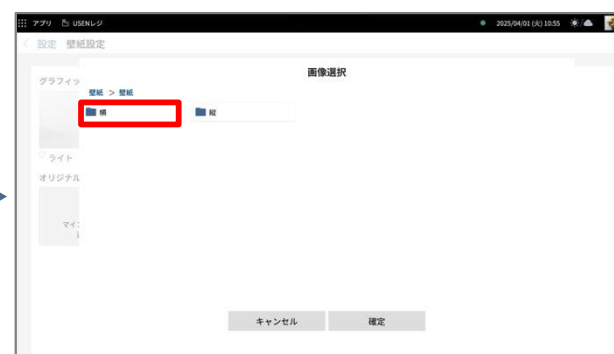 アプリ USENレジ 2025/04/01 (火) 10:55
設定 壁紙設定
画像選択
グラフィッ
壁紙 > 壁紙
横 縦
ライト
オリジナル
マイ
キャンセル 確定